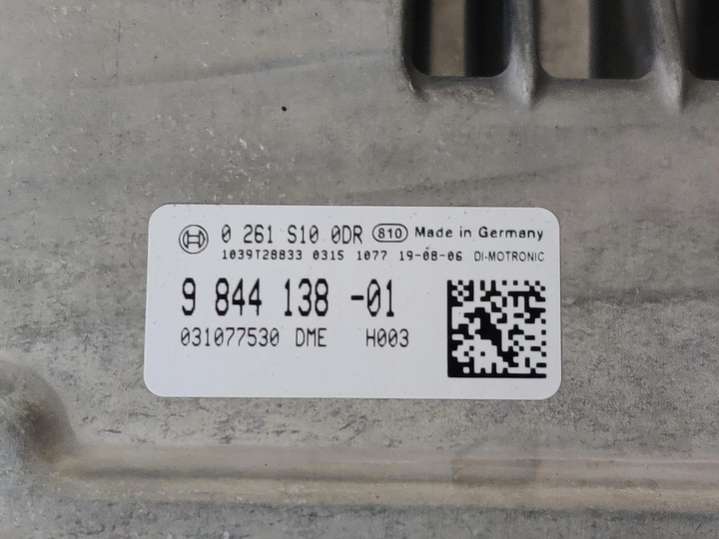 0 261 S10 0DR 810 Made in Germany
1039T28833 0315 1077 19-08-06 DI-MOTRONIC
9 844 138 -01
031077530 DME H003